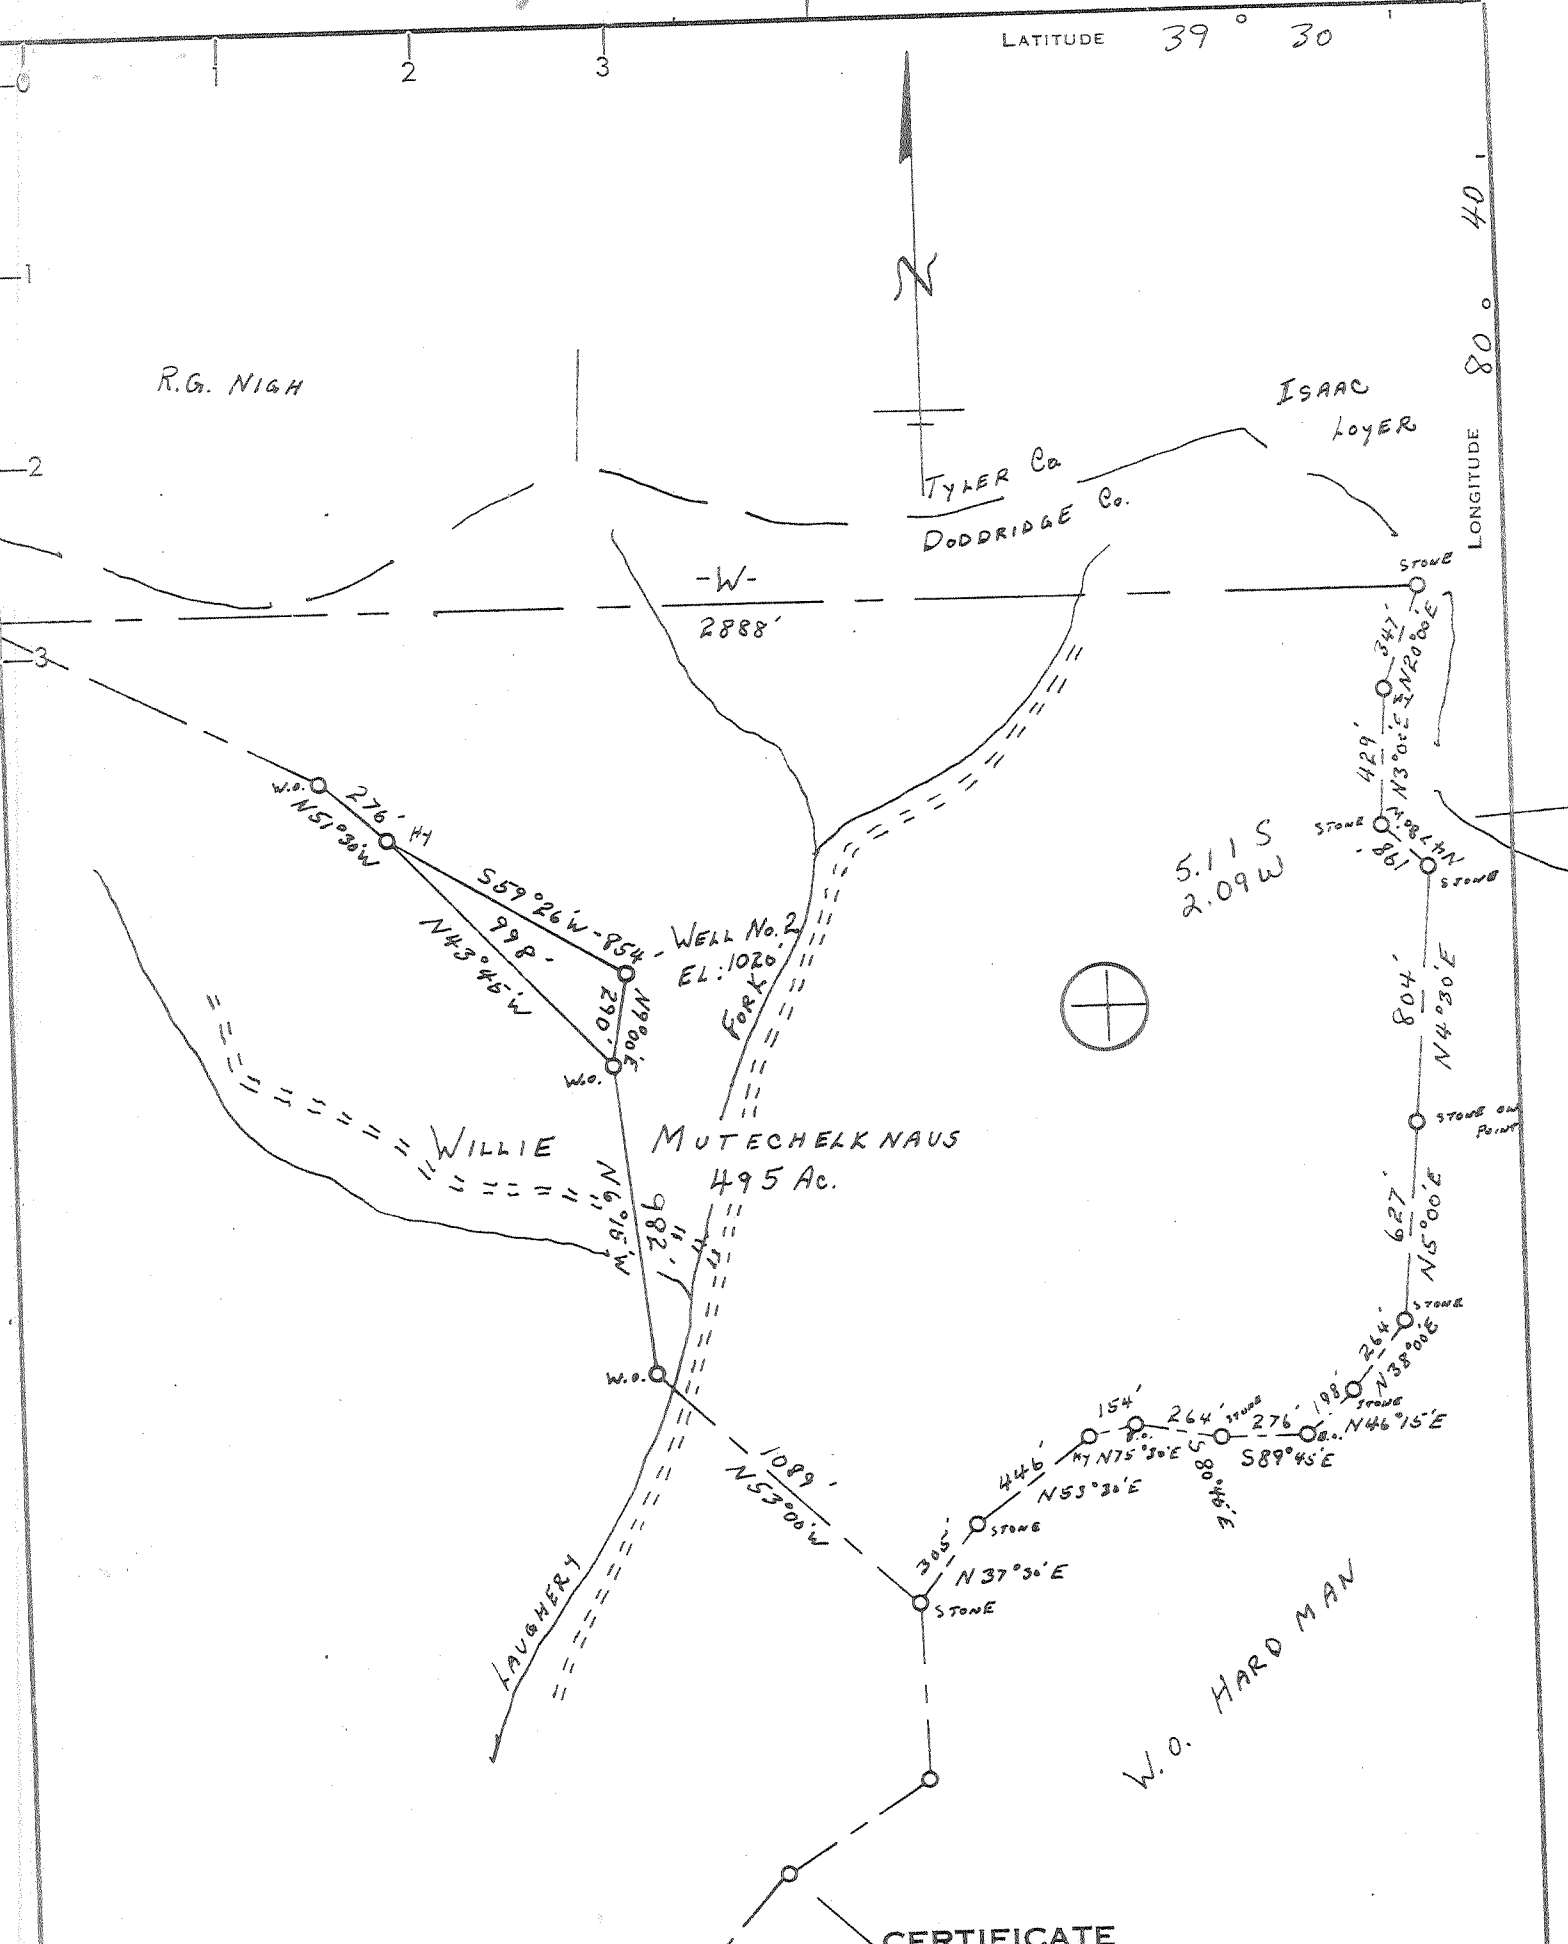 LATITUDE 39° 30'
0
1
2
3
1
2
3
LONGITUDE 80° 40'
R.G. NIGH
ISAAC
LOYER
TYLER Co
DODDRIDGE Co.
-W-
2888'
STONE
347'
N20°00'E
429'
N3°00'E
STONE
198'
STONE
804'
N4°30'E
STONE ON
POINT
627'
N5°00'E
STONE
264'
N38°00'E
STONE
198'
N46°15'E
B.O.
276'
S89°45'E
STONE
264'
154'
N75°30'E
HY
446'
N53°30'E
STONE
305'
N37°30'E
STONE
1089'
N53°00'W
W.O.
982'
N6°15'W
W.O.
290'
N9°00'E
WELL No. 2
EL: 1020'
S59°26'W - 854'
998'
N43°45'W
HY
276'
N51°30'W
W.O.
5.11 S
2.09 W
WILLIE MUTECHELKNAUS
495 Ac.
LAUGHERY FORK
W.O. HARDMAN
CERTIFICATE